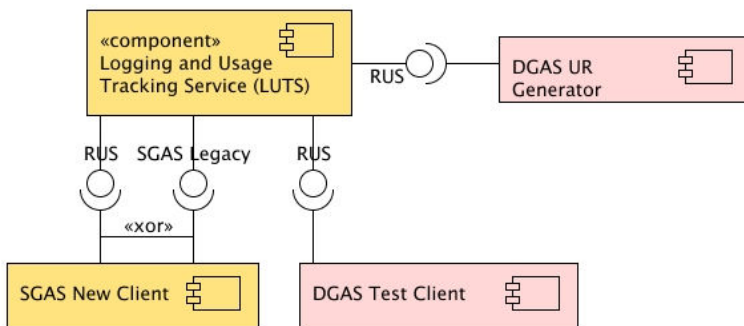 «component»
Logging and Usage
Tracking Service (LUTS)
RUS
DGAS UR
Generator
RUS
SGAS Legacy
RUS
«xor»
SGAS New Client
DGAS Test Client